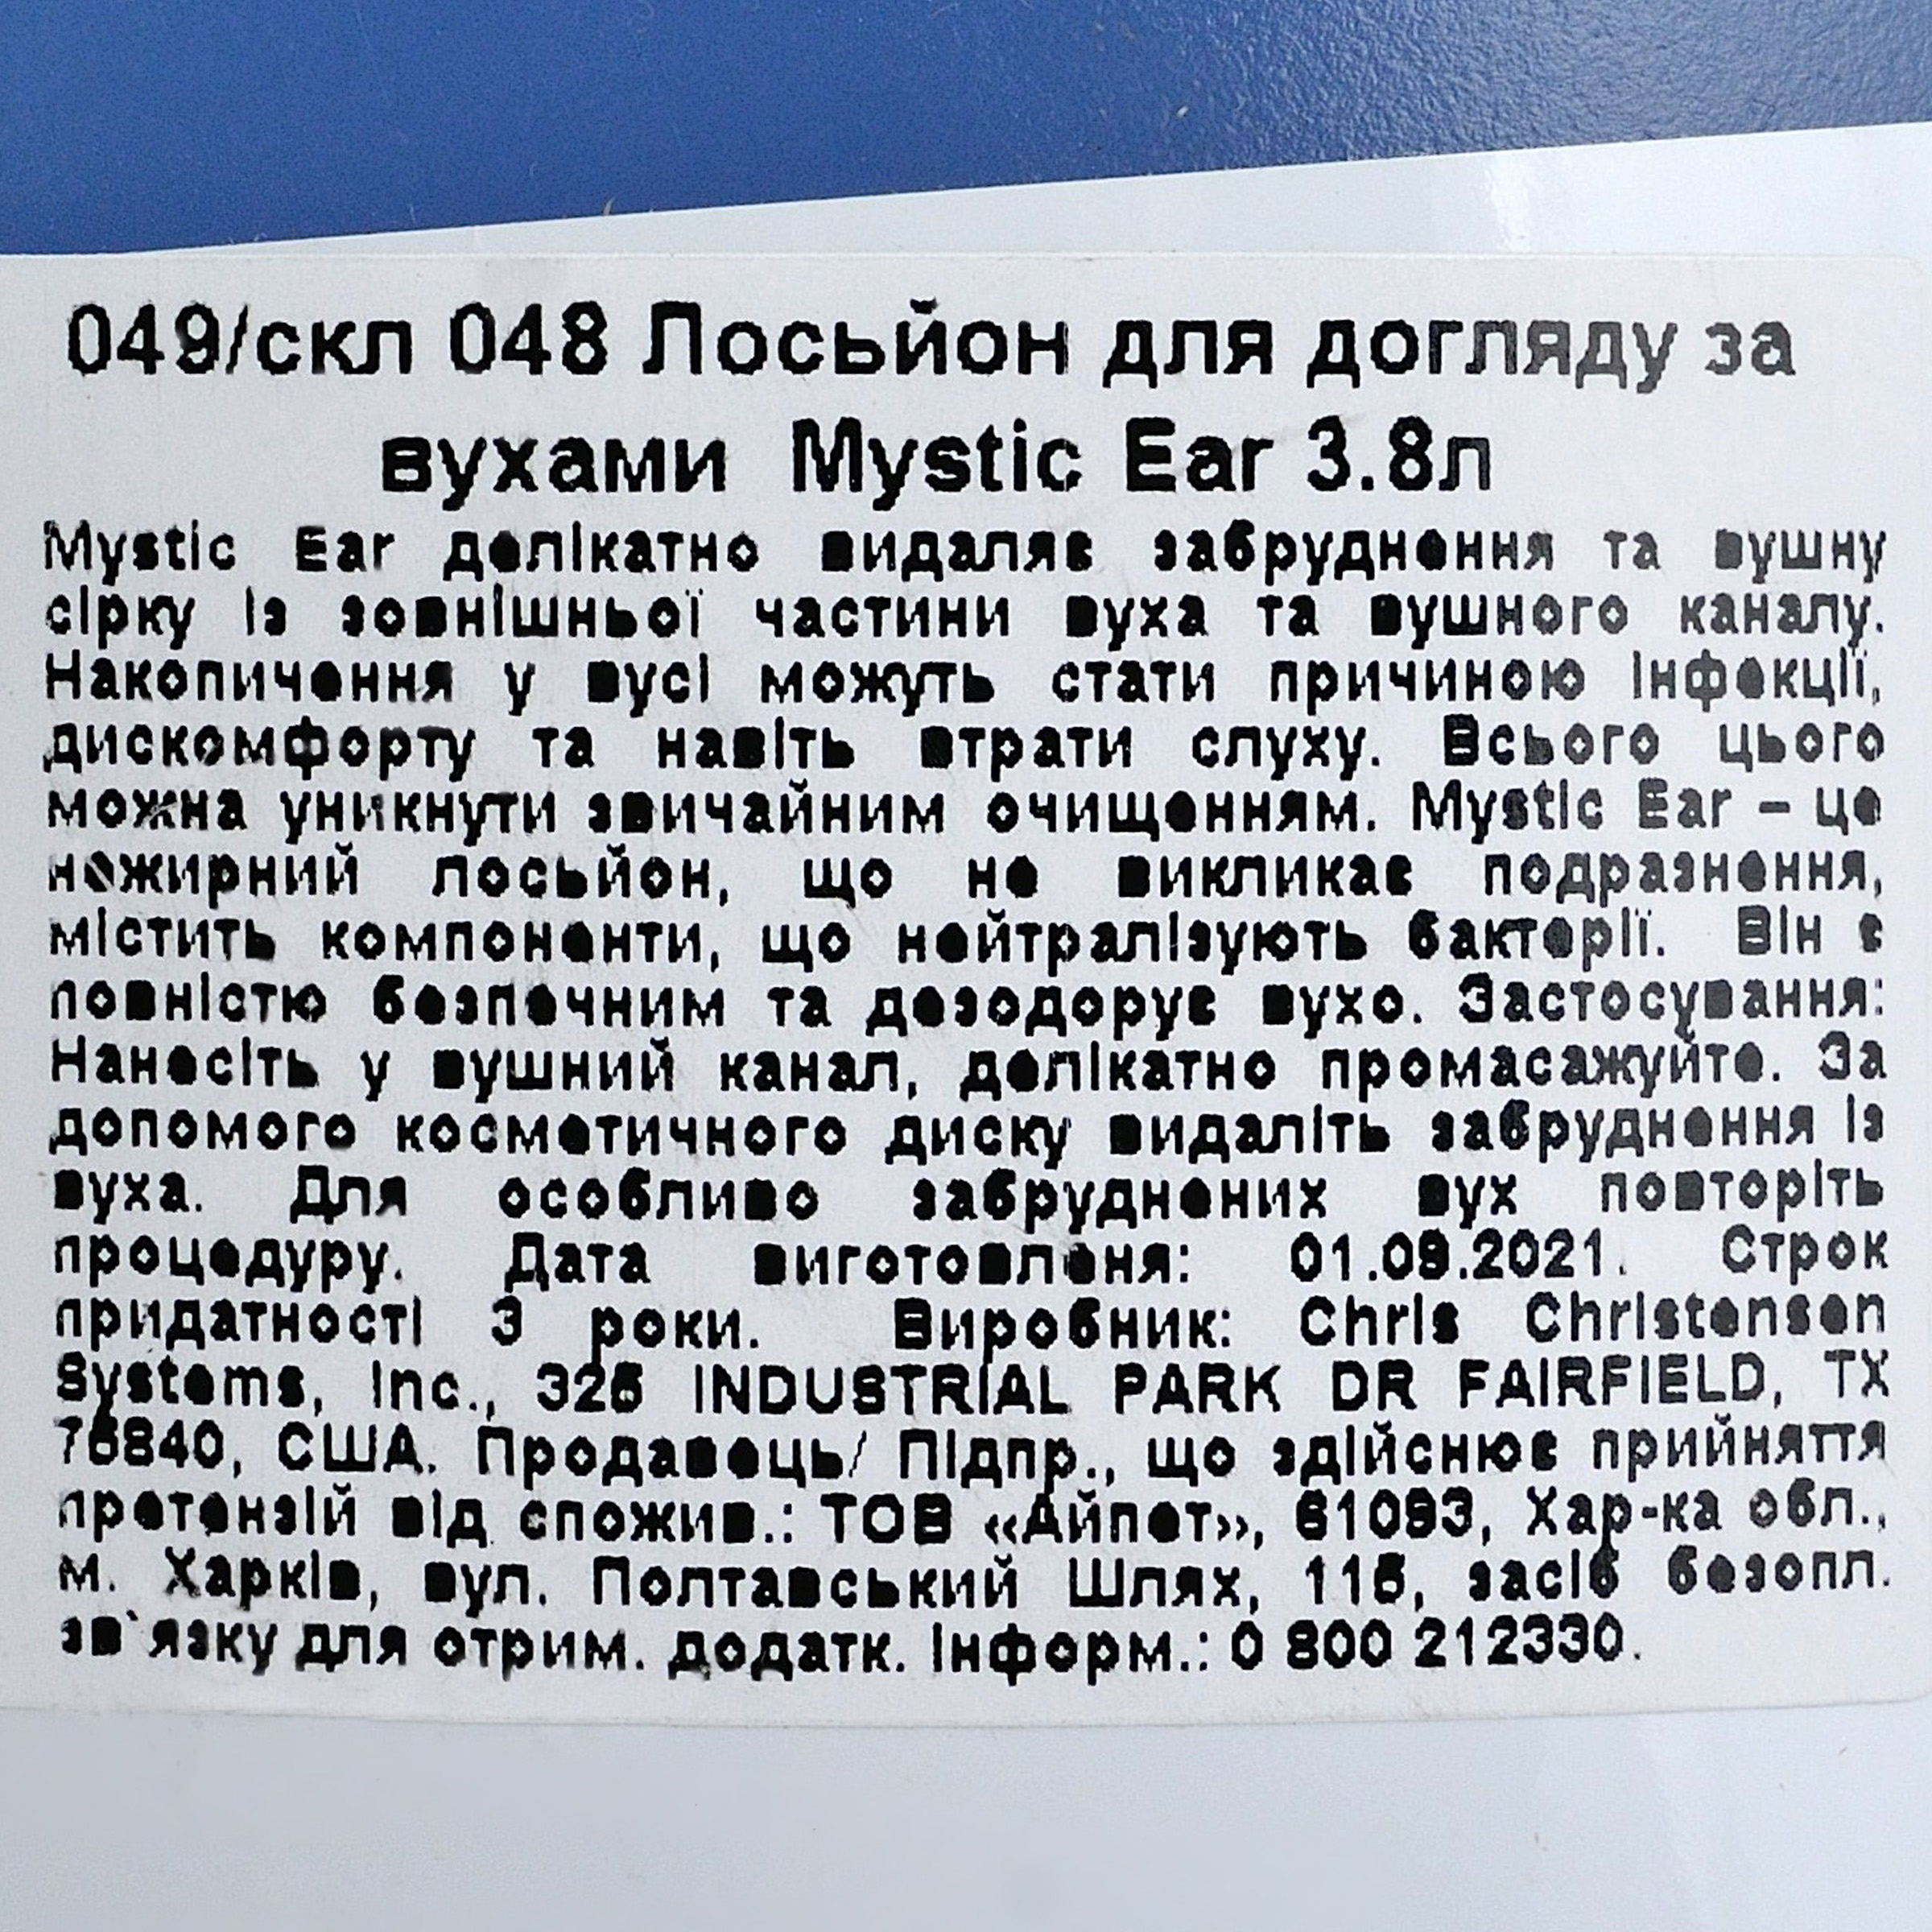 049/скл 048 Лосьйон для догляду за
вухами Mystic Ear 3.8л
Mystic Ear делікатно видаляє забруднення та вушну
сірку із зовнішньої частини вуха та вушного каналу.
Накопичення у вусі можуть стати причиною інфекції,
дискомфорту та навіть втрати слуху. Всього цього
можна уникнути звичайним очищенням. Mystic Ear – це
нежирний лосьйон, що не викликає подразнення,
містить компоненти, що нейтралізують бактерії. Він є
повністю безпечним та дезодорує вухо. Застосування:
Нанесіть у вушний канал, делікатно промасажуйте. За
допомого косметичного диску видаліть забруднення із
вуха. Для особливо забруднених вух повторіть
процедуру. Дата виготовленя: 01.09.2021. Строк
придатності 3 роки. Виробник: Chris Christensen
Systems, Inc., 325 INDUSTRIAL PARK DR FAIRFIELD, TX
75840, США. Продавець/ Підпр., що здійснює прийняття
претензій від спожив.: ТОВ «Айпет», 61093, Хар-ка обл.,
м. Харків, вул. Полтавський Шлях, 115, засіб безопл.
зв`язку для отрим. додатк. інформ.: 0 800 212330.